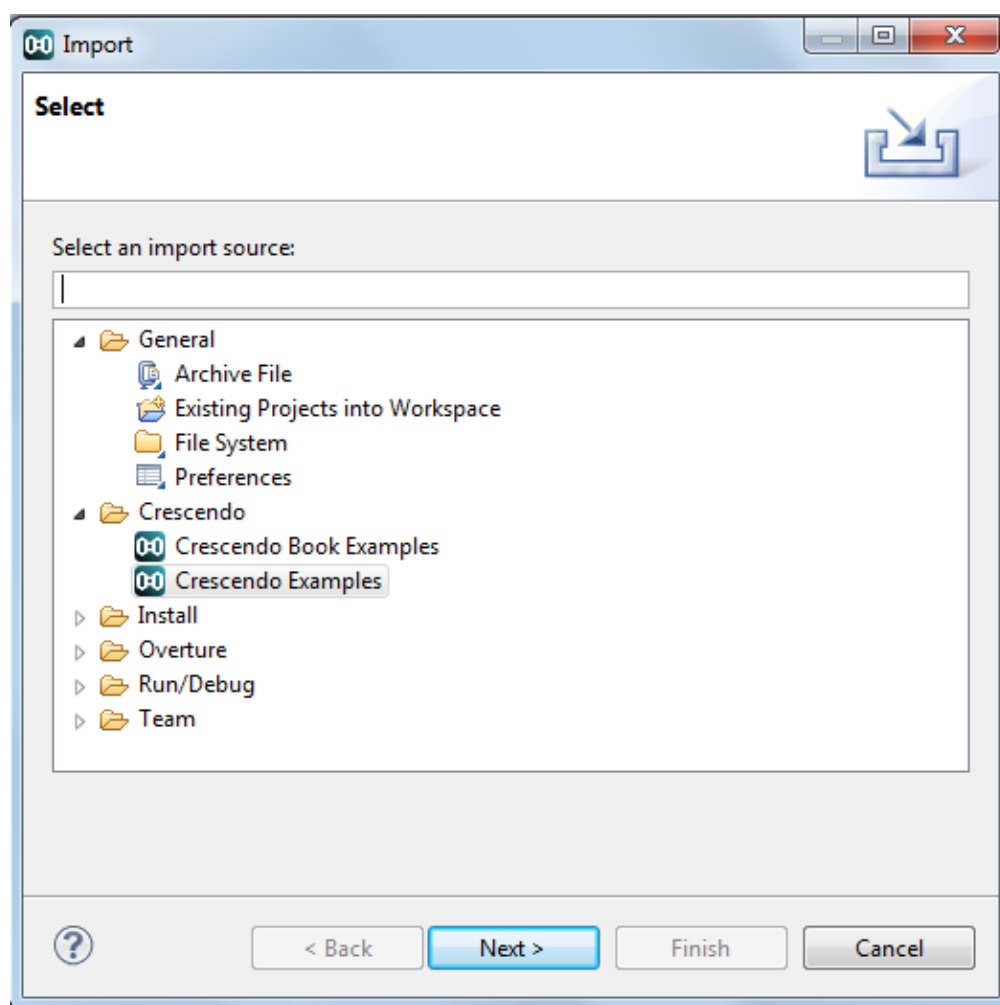 Import
Select
Select an import source:
General
Archive File
Existing Projects into Workspace
File System
Preferences
Crescendo
Crescendo Book Examples
Crescendo Examples
Install
Overture
Run/Debug
Team
? < Back Next > Finish Cancel